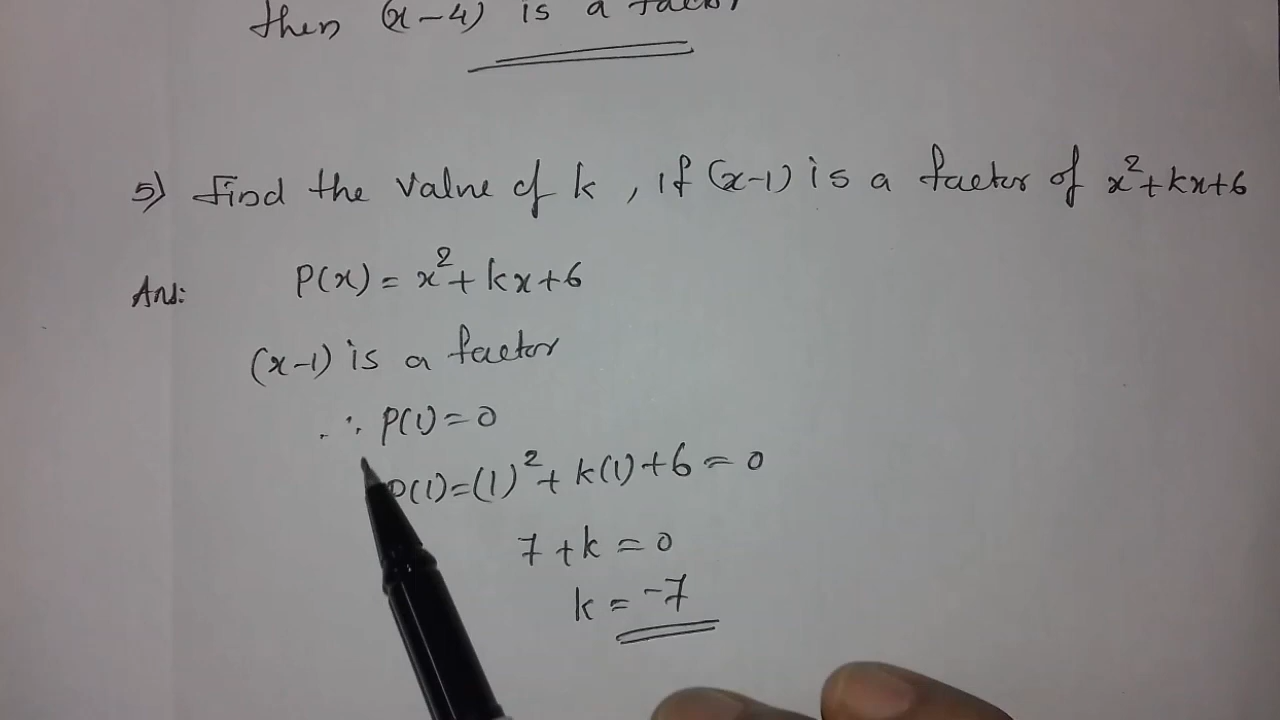 then (x-4) is a factor
5) Find the value of k , if (x-1) is a factor of x²+kx+6
Ans: P(x) = x²+kx+6
(x-1) is a factor
∴ P(1)=0
P(1)=(1)²+k(1)+6=0
7+k=0
k=-7